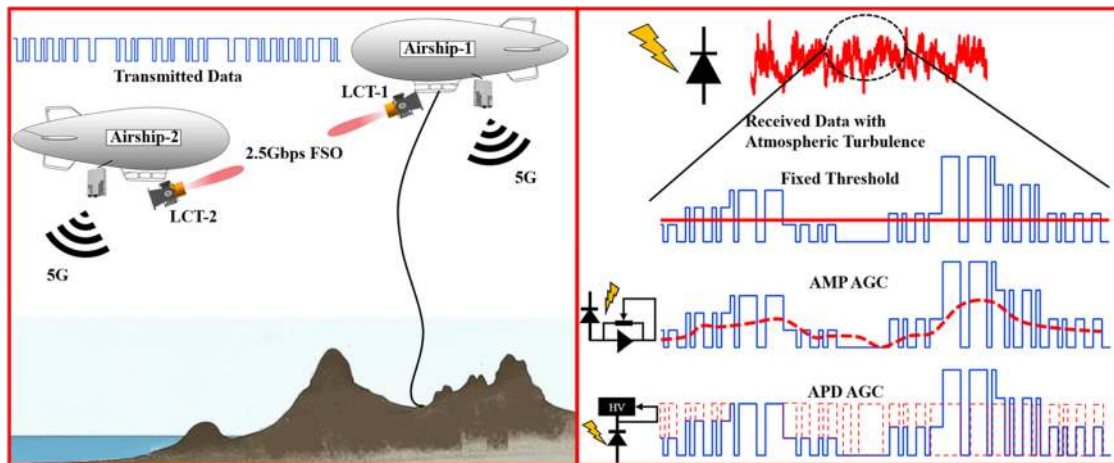 Airship-1
Transmitted Data
LCT-1
Airship-2
2.5Gbps FSO
5G
LCT-2
5G
Received Data with
Atmospheric Turbulence
Fixed Threshold
AMP AGC
APD AGC
HV